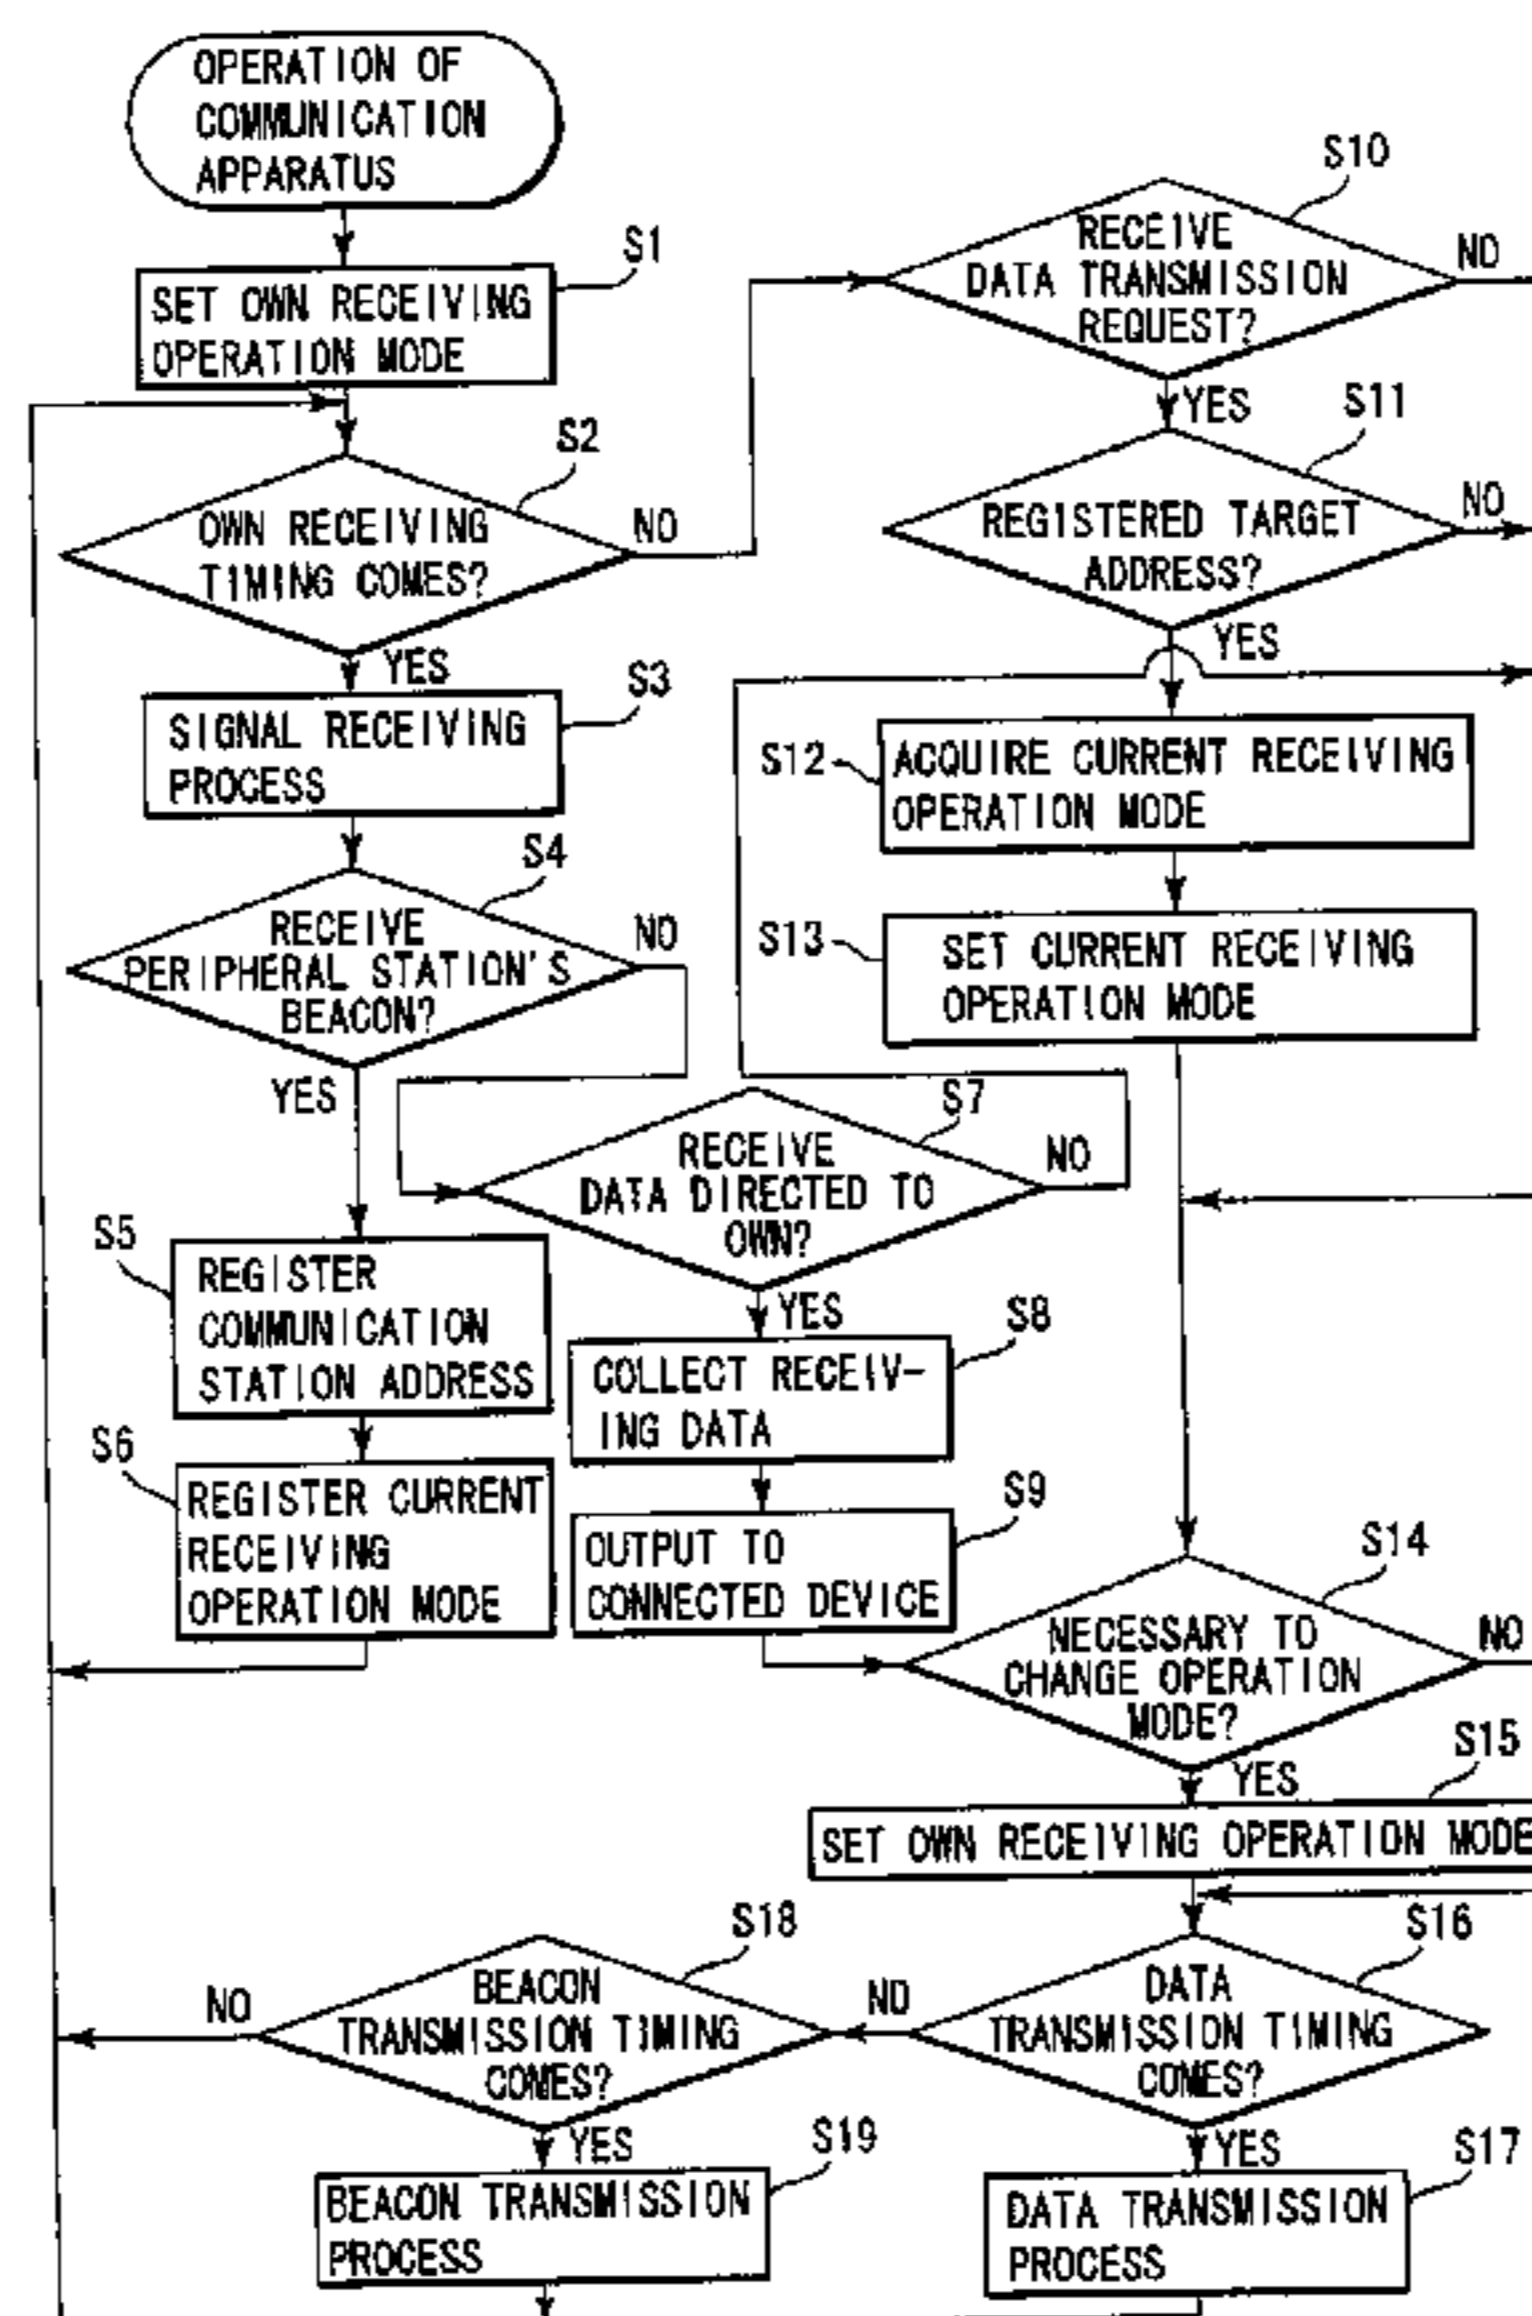 OPERATION OF
COMMUNICATION
APPARATUS
S1
SET OWN RECEIVING
OPERATION MODE
S2
OWN RECEIVING
TIMING COMES?
NO
YES
S3
SIGNAL RECEIVING
PROCESS
S4
RECEIVE
PERIPHERAL STATION'S
BEACON?
NO
YES
S5
REGISTER
COMMUNICATION
STATION ADDRESS
S6
REGISTER CURRENT
RECEIVING
OPERATION MODE
S7
RECEIVE
DATA DIRECTED TO
OWN?
NO
YES
S8
COLLECT RECEIV-
ING DATA
S9
OUTPUT TO
CONNECTED DEVICE
S10
RECEIVE
DATA TRANSMISSION
REQUEST?
NO
YES
S11
REGISTERED TARGET
ADDRESS?
NO
YES
S12
ACQUIRE CURRENT RECEIVING
OPERATION MODE
S13
SET CURRENT RECEIVING
OPERATION MODE
S14
NECESSARY TO
CHANGE OPERATION
MODE?
NO
YES
S15
SET OWN RECEIVING OPERATION MODE
S16
DATA
TRANSMISSION TIMING
COMES?
NO
YES
S17
DATA TRANSMISSION
PROCESS
S18
BEACON
TRANSMISSION TIMING
COMES?
NO
YES
S19
BEACON TRANSMISSION
PROCESS